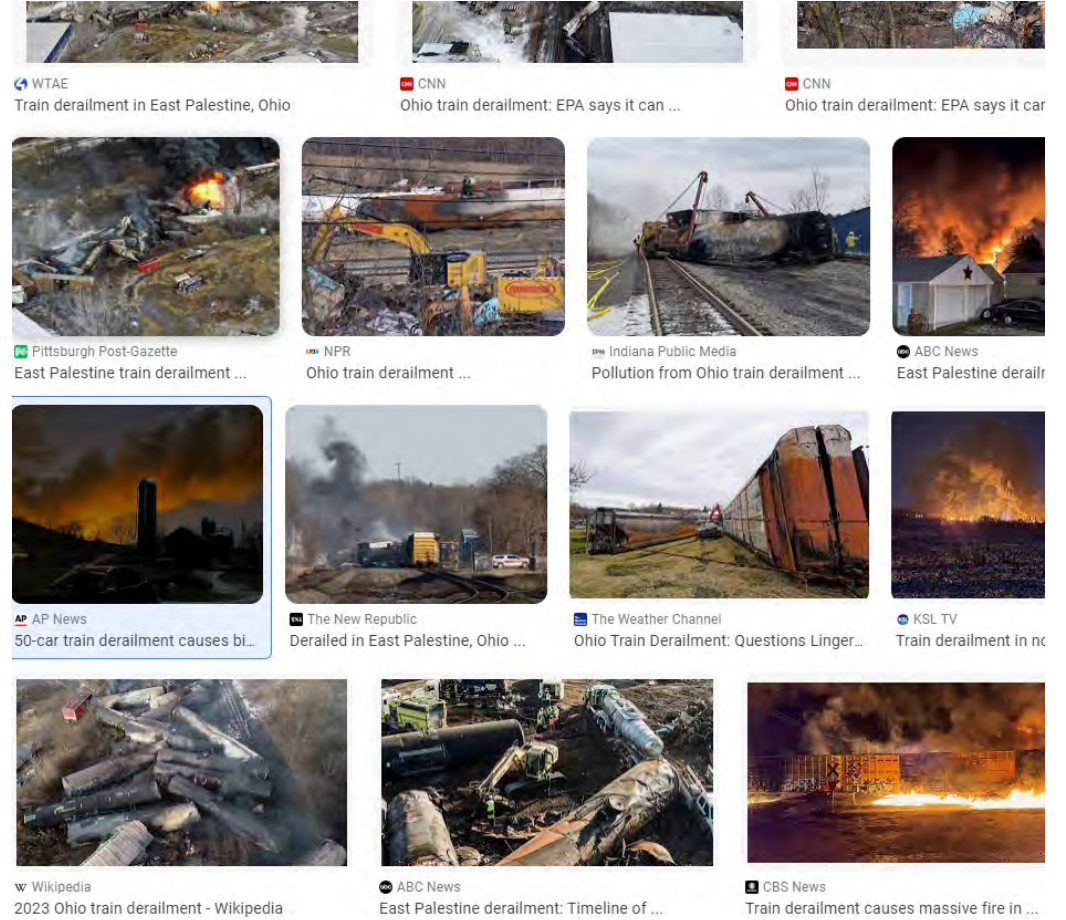 WTAE
Train derailment in East Palestine, Ohio
CNN
Ohio train derailment: EPA says it can ...
CNN
Ohio train derailment: EPA says it can
Pittsburgh Post-Gazette
East Palestine train derailment ...
NPR
Ohio train derailment ...
Indiana Public Media
Pollution from Ohio train derailment ...
abc ABC News
East Palestine derail
AP AP News
50-car train derailment causes bi...
The New Republic
Derailed in East Palestine, Ohio ...
The Weather Channel
Ohio Train Derailment: Questions Linger...
KSL TV
Train derailment in no
W Wikipedia
2023 Ohio train derailment - Wikipedia
abc ABC News
East Palestine derailment: Timeline of ...
CBS News
Train derailment causes massive fire in ...